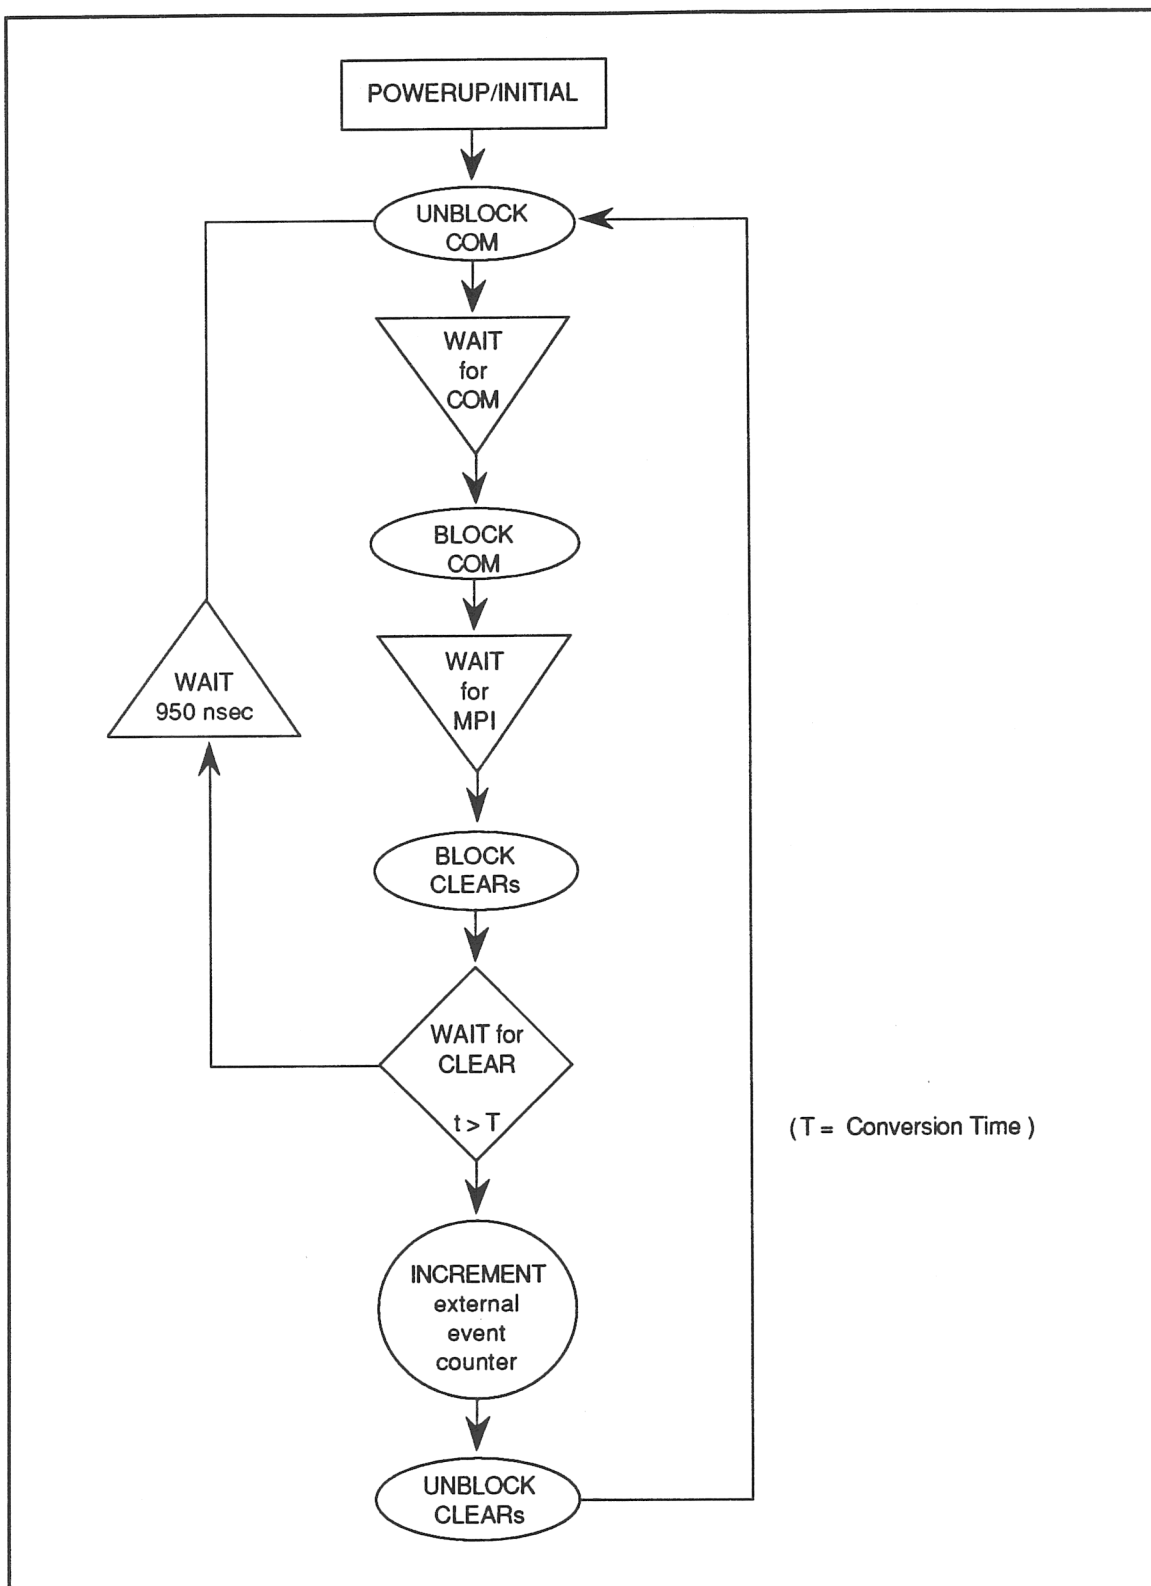 POWERUP/INITIAL
UNBLOCK
COM
WAIT
for
COM
BLOCK
COM
WAIT
for
MPI
WAIT
950 nsec
BLOCK
CLEARs
WAIT for
CLEAR
t > T
(T = Conversion Time )
INCREMENT
external
event
counter
UNBLOCK
CLEARs